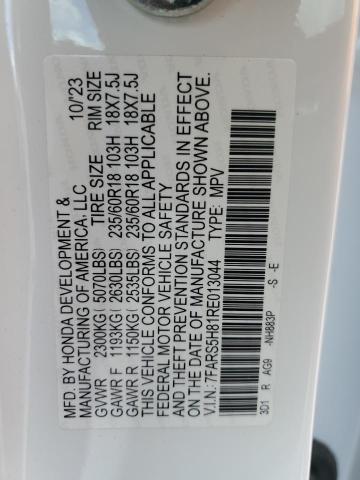 MFD. BY HONDA DEVELOPMENT & 10/23
MANUFACTURING OF AMERICA, LLC
GVWR 2300KG ( 5070LBS) TIRE SIZE RIM SIZE
GAWR F 1193KG ( 2630LBS) 235/60R18 103H 18X7.5J
GAWR R 1150KG ( 2535LBS) 235/60R18 103H 18X7.5J
THIS VEHICLE CONFORMS TO ALL APPLICABLE
FEDERAL MOTOR VEHICLE SAFETY
AND THEFT PREVENTION STANDARDS IN EFFECT
ON THE DATE OF MANUFACTURE SHOWN ABOVE.
V.I.N.: 7FARS5H81RE013044 TYPE: MPV
3D1 R AG9 -NH883P -S -E